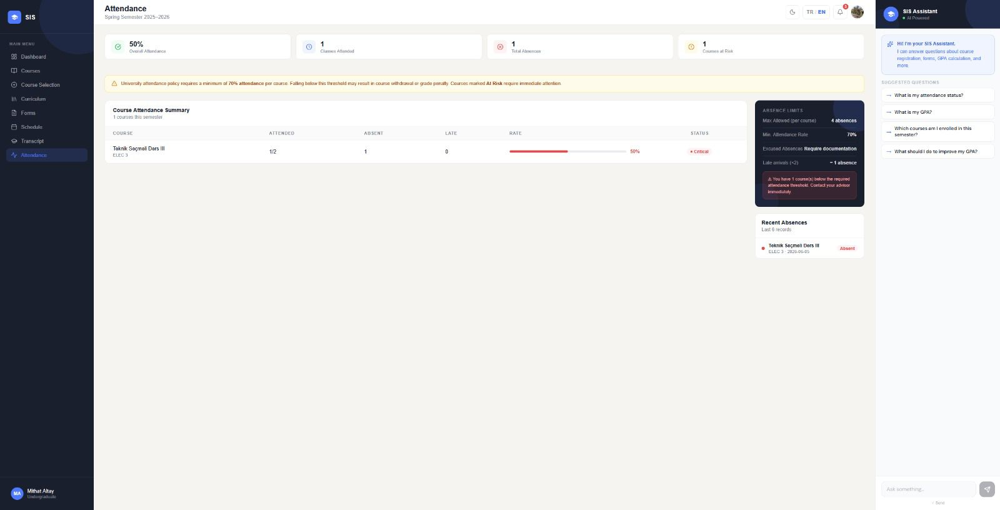 SIS
MAIN MENU
Dashboard
Courses
Course Selection
Curriculum
Forms
Schedule
Transcript
Attendance
MA
Mithat Altay
Undergraduate
Attendance
Spring Semester 2025–2026
TR / EN
3
50%
Overall Attendance
1
Classes Attended
1
Total Absences
1
Courses at Risk
University attendance policy requires a minimum of 70% attendance per course. Falling below this threshold may result in course withdrawal or grade penalty. Courses marked At Risk require immediate attention.
Course Attendance Summary
1 courses this semester
COURSE ATTENDED ABSENT LATE RATE STATUS
Teknik Seçmeli Ders III
ELEC 3
1/2 1 0 50% Critical
ABSENCE LIMITS
Max Allowed (per course) 4 absences
Min. Attendance Rate 70%
Excused Absences Require documentation
Late arrivals (×2) = 1 absence
⚠ You have 1 course(s) below the required
attendance threshold. Contact your advisor
immediately
Recent Absences
Last 6 records
Teknik Seçmeli Ders III
ELEC 3 · 2026-06-05
Absent
SIS Assistant
AI Powered
Hi! I'm your SIS Assistant.
I can answer questions about course
registration, forms, GPA calculation, and
more.
SUGGESTED QUESTIONS
→ What is my attendance status?
→ What is my GPA?
→ Which courses am I enrolled in this
semester?
→ What should I do to improve my GPA?
Ask something...
Send